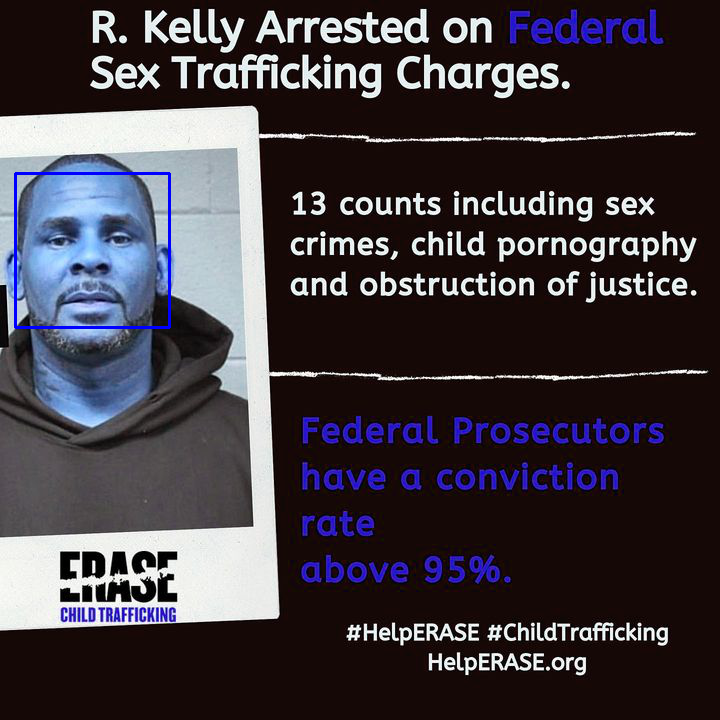 R. Kelly Arrested on Federal
Sex Trafficking Charges.
13 counts including sex
crimes, child pornography
and obstruction of justice.
Federal Prosecutors
have a conviction
rate
above 95%.
ERASE
CHILD TRAFFICKING
#HelpERASE #ChildTrafficking
HelpERASE.org